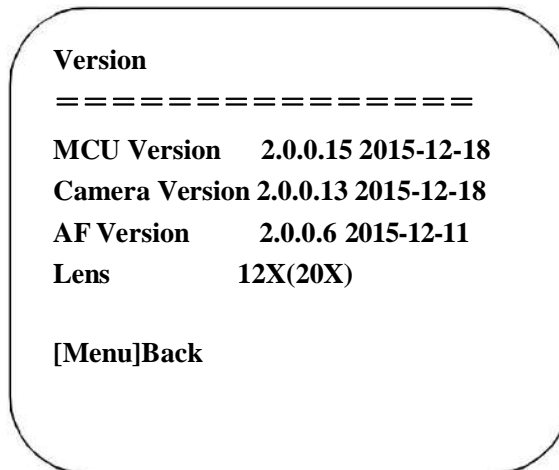 Version
===============
MCU Version 2.0.0.15 2015-12-18
Camera Version 2.0.0.13 2015-12-18
AF Version 2.0.0.6 2015-12-11
Lens 12X(20X)
[Menu]Back